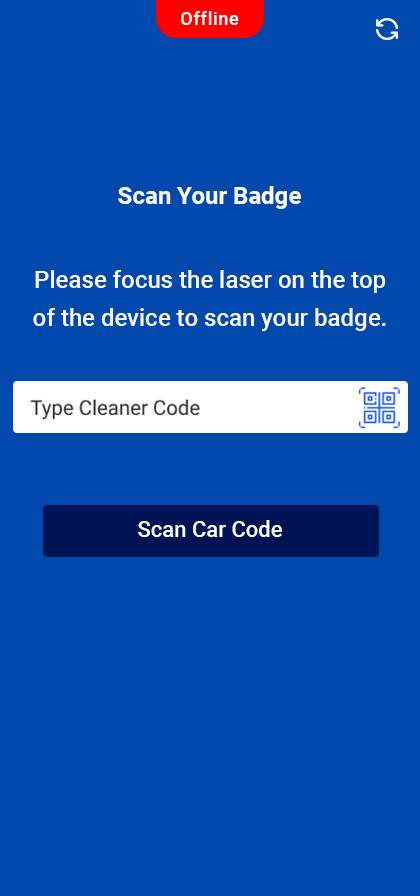 Offline
Scan Your Badge
Please focus the laser on the top
of the device to scan your badge.
Type Cleaner Code
Scan Car Code